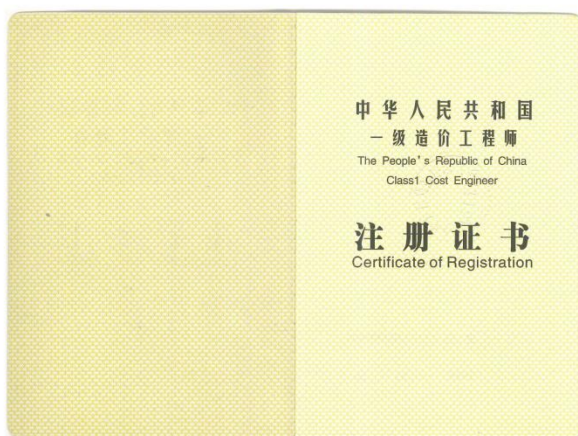 中华人民共和国
一级造价工程师
The People's Republic of China
Class1 Cost Engineer
注册证书
Certificate of Registration